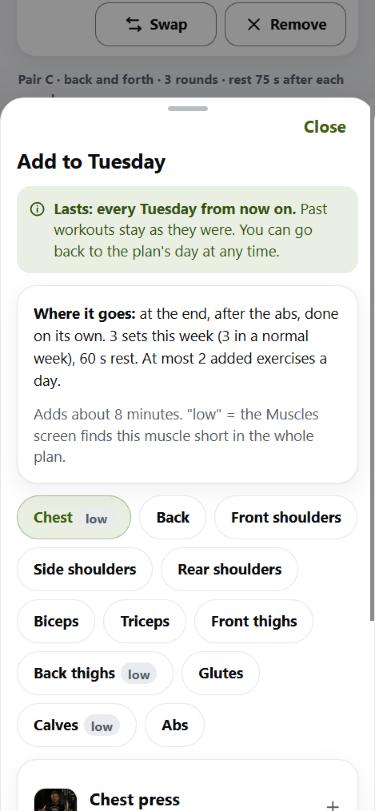 Swap
Remove
Pair C · back and forth · 3 rounds · rest 75 s after each
Close
Add to Tuesday
Lasts: every Tuesday from now on. Past
workouts stay as they were. You can go
back to the plan's day at any time.
Where it goes: at the end, after the abs, done
on its own. 3 sets this week (3 in a normal
week), 60 s rest. At most 2 added exercises a
day.
Adds about 8 minutes. "low" = the Muscles
screen finds this muscle short in the whole
plan.
Chest low
Back
Front shoulders
Side shoulders
Rear shoulders
Biceps
Triceps
Front thighs
Back thighs low
Glutes
Calves low
Abs
Chest press